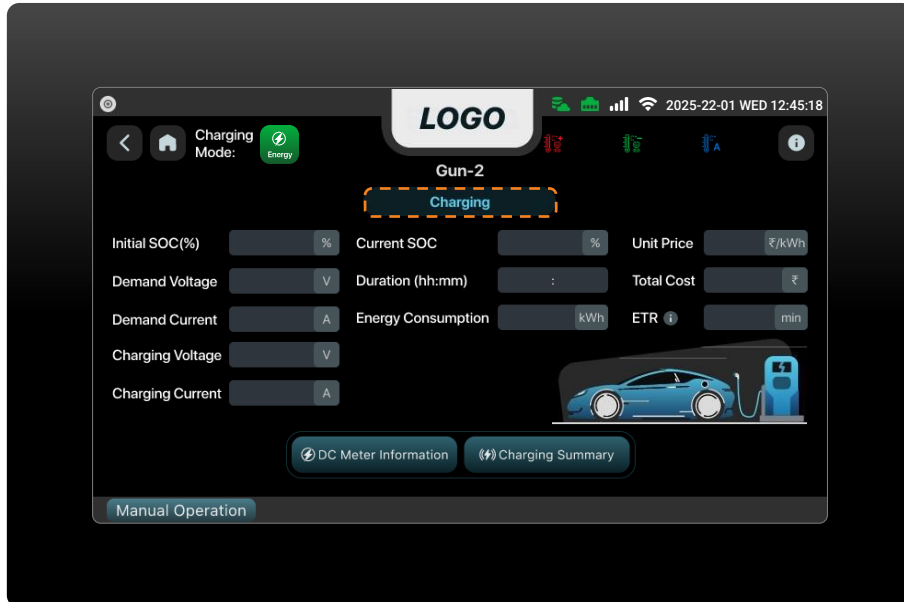 LOGO
2025-22-01 WED 12:45:18
Charging
Mode:
Energy
A
Gun-2
Charging
Initial SOC(%) % Current SOC % Unit Price ₹/kWh
Demand Voltage V Duration (hh:mm) : Total Cost ₹
Demand Current A Energy Consumption kWh ETR i min
Charging Voltage V
Charging Current A
DC Meter Information Charging Summary
Manual Operation